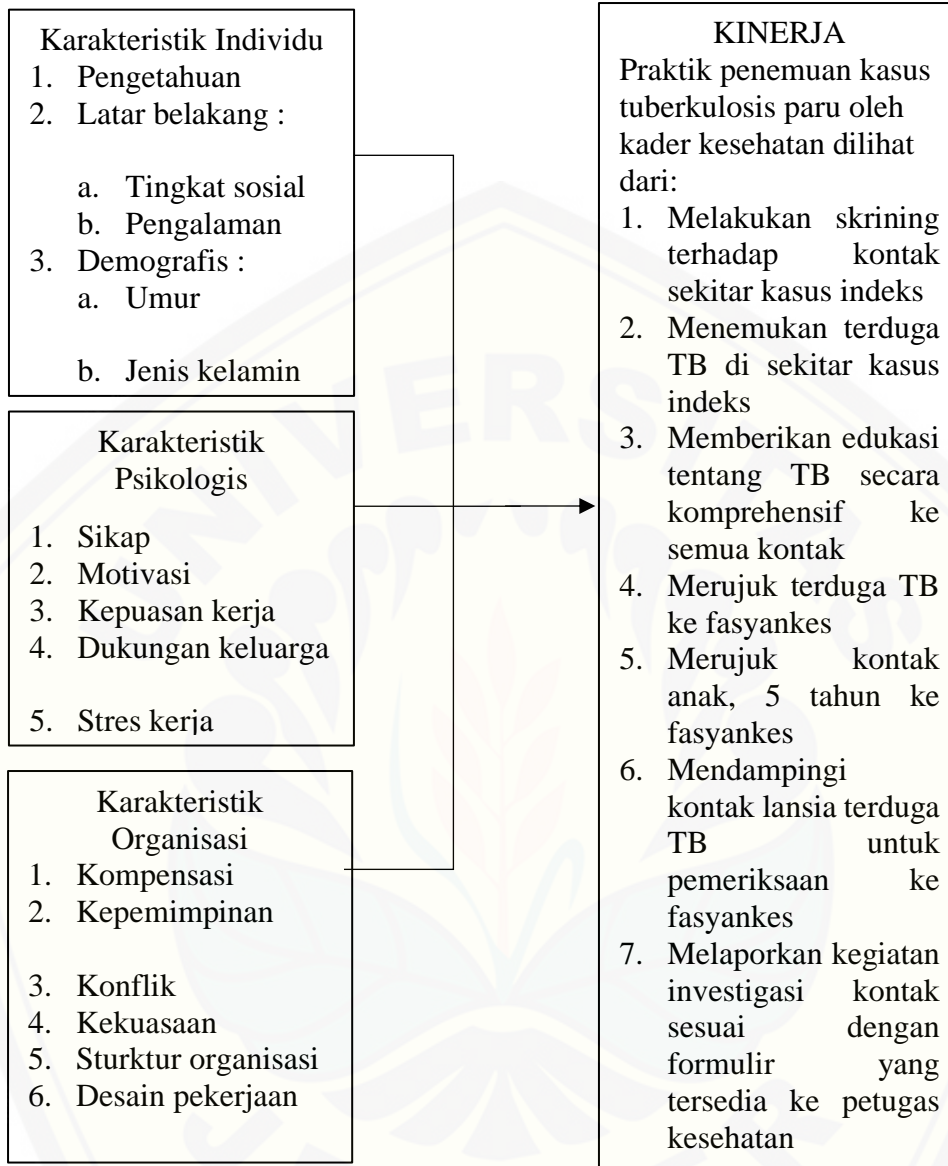 Karakteristik Individu
1. Pengetahuan
2. Latar belakang :
a. Tingkat sosial
b. Pengalaman
3. Demografis :
a. Umur
b. Jenis kelamin
Karakteristik
Psikologis
1. Sikap
2. Motivasi
3. Kepuasan kerja
4. Dukungan keluarga
5. Stres kerja
Karakteristik
Organisasi
1. Kompensasi
2. Kepemimpinan
3. Konflik
4. Kekuasaan
5. Sturktur organisasi
6. Desain pekerjaan
KINERJA
Praktik penemuan kasus
tuberkulosis paru oleh
kader kesehatan dilihat
dari:
1. Melakukan skrining
terhadap kontak
sekitar kasus indeks
2. Menemukan terduga
TB di sekitar kasus
indeks
3. Memberikan edukasi
tentang TB secara
komprehensif ke
semua kontak
4. Merujuk terduga TB
ke fasyankes
5. Merujuk kontak
anak, 5 tahun ke
fasyankes
6. Mendampingi
kontak lansia terduga
TB untuk
pemeriksaan ke
fasyankes
7. Melaporkan kegiatan
investigasi kontak
sesuai dengan
formulir yang
tersedia ke petugas
kesehatan
UNIVERSITAS